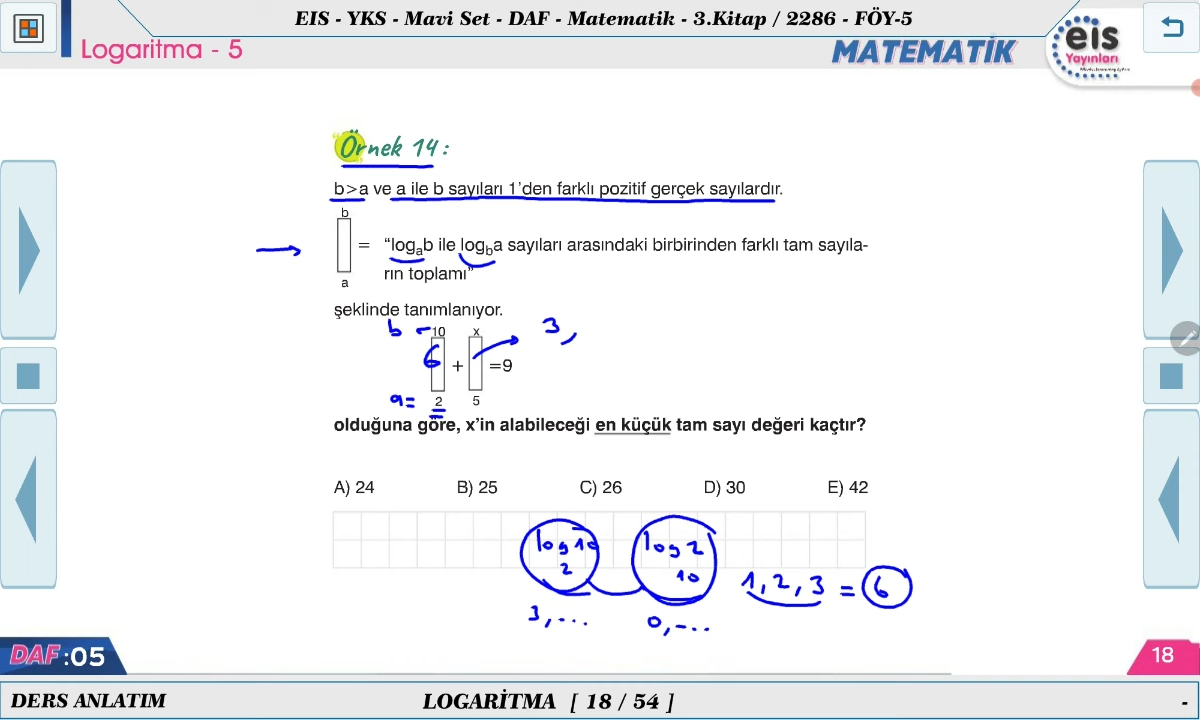 EIS - YKS - Mavi Set - DAF - Matematik - 3.Kitap / 2286 - FÖY-5
Logaritma - 5
MATEMATİK
eis
Yayınları
Örnek 14 :
b>a ve a ile b sayıları 1'den farklı pozitif gerçek sayılardır.
b
= "logab ile logba sayıları arasındaki birbirinden farklı tam sayıla-
rın toplamı"
a
şeklinde tanımlanıyor.
b 10 x 3,
6 + =9
a= 2 5
olduğuna göre, x'in alabileceği en küçük tam sayı değeri kaçtır?
A) 24 B) 25 C) 26 D) 30 E) 42
log 10 log 2
2 10 1, 2, 3 = 6
3, ... 0, ...
DAF :05
18
DERS ANLATIM
LOGARİTMA [ 18 / 54 ]
-